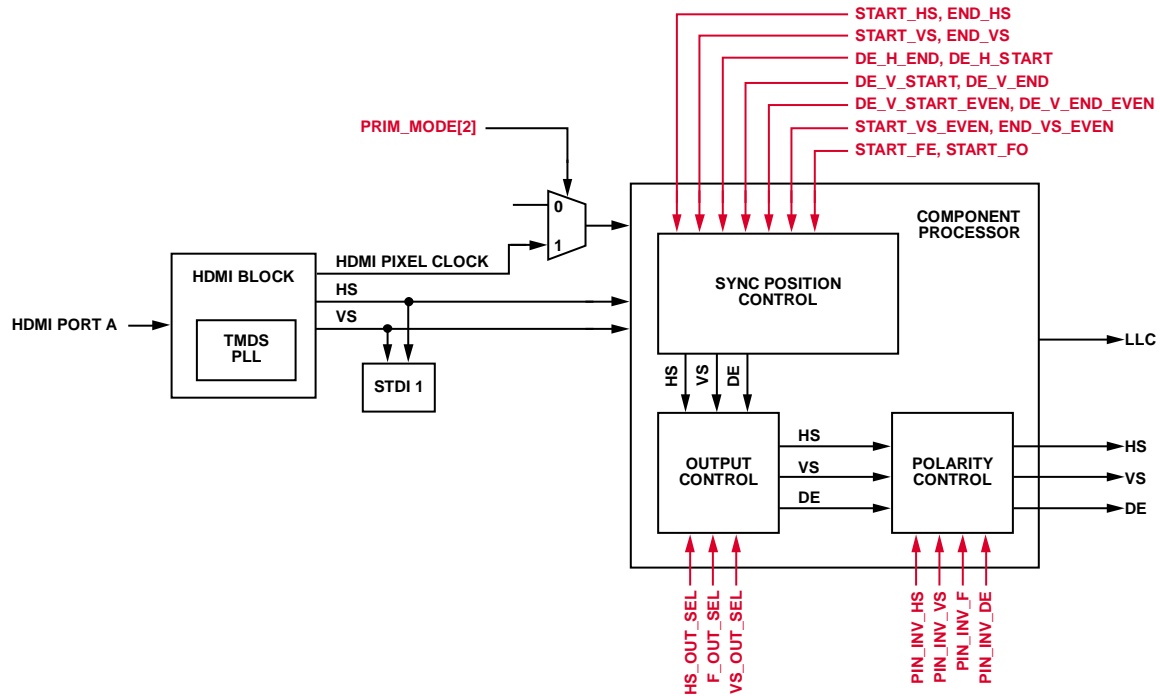 START_HS, END_HS
START_VS, END_VS
DE_H_END, DE_H_START
DE_V_START, DE_V_END
DE_V_START_EVEN, DE_V_END_EVEN
START_VS_EVEN, END_VS_EVEN
START_FE, START_FO
PRIM_MODE[2]
0
1
COMPONENT
PROCESSOR
SYNC POSITION
CONTROL
HDMI PIXEL CLOCK
HDMI BLOCK
HS
VS
HDMI PORT A
TMDS
PLL
STDI 1
LLC
HS
VS
DE
OUTPUT
CONTROL
HS
VS
DE
POLARITY
CONTROL
HS
VS
DE
HS_OUT_SEL
F_OUT_SEL
VS_OUT_SEL
PIN_INV_HS
PIN_INV_VS
PIN_INV_F
PIN_INV_DE